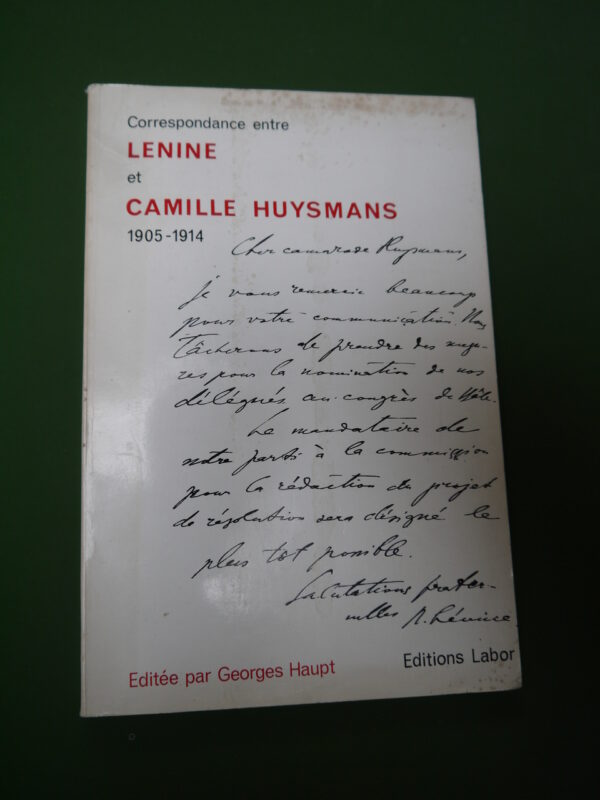 Correspondance entre
LENINE
et
CAMILLE HUYSMANS
1905-1914
Cher camarade Huysmans,
je vous remercie beaucoup
pour votre communication. Nous
tâcherons de prendre des mesu-
res pour la nomination de nos
délégués au congrès de
Le mandataire de
notre parti à la commission
pour la rédaction du projet
de résolution sera désigné le
plus tot possible.
Salutations frater-
nelles N. Lénine
Editée par Georges Haupt
Editions Labor